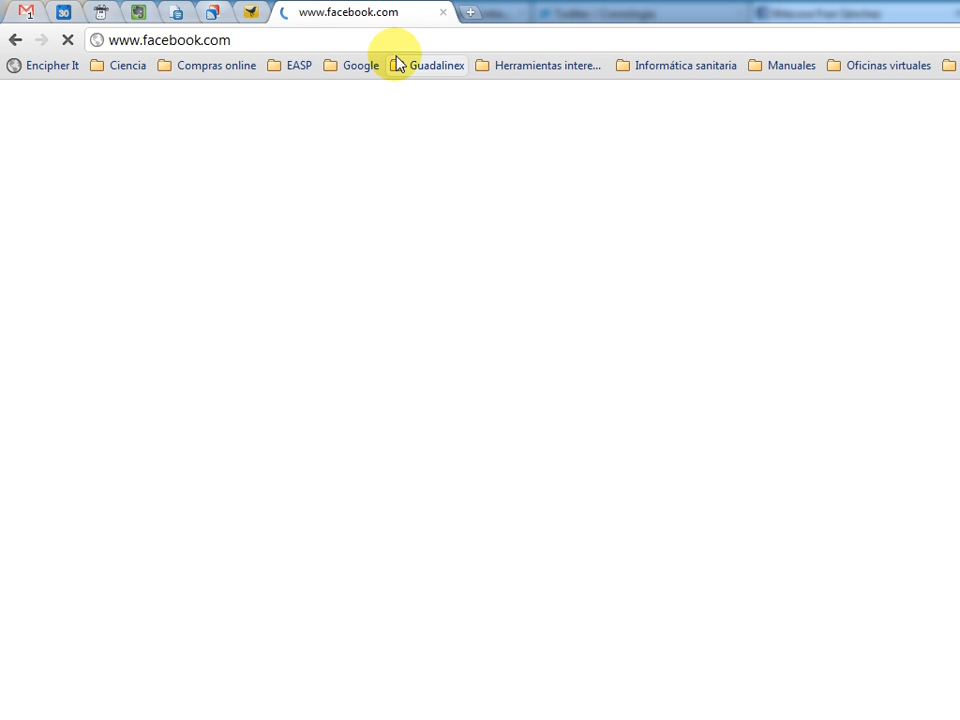 1 30 www.facebook.com
www.facebook.com
Encipher It Ciencia Compras online EASP Google Guadalinex Herramientas intere... Informática sanitaria Manuales Oficinas virtuales